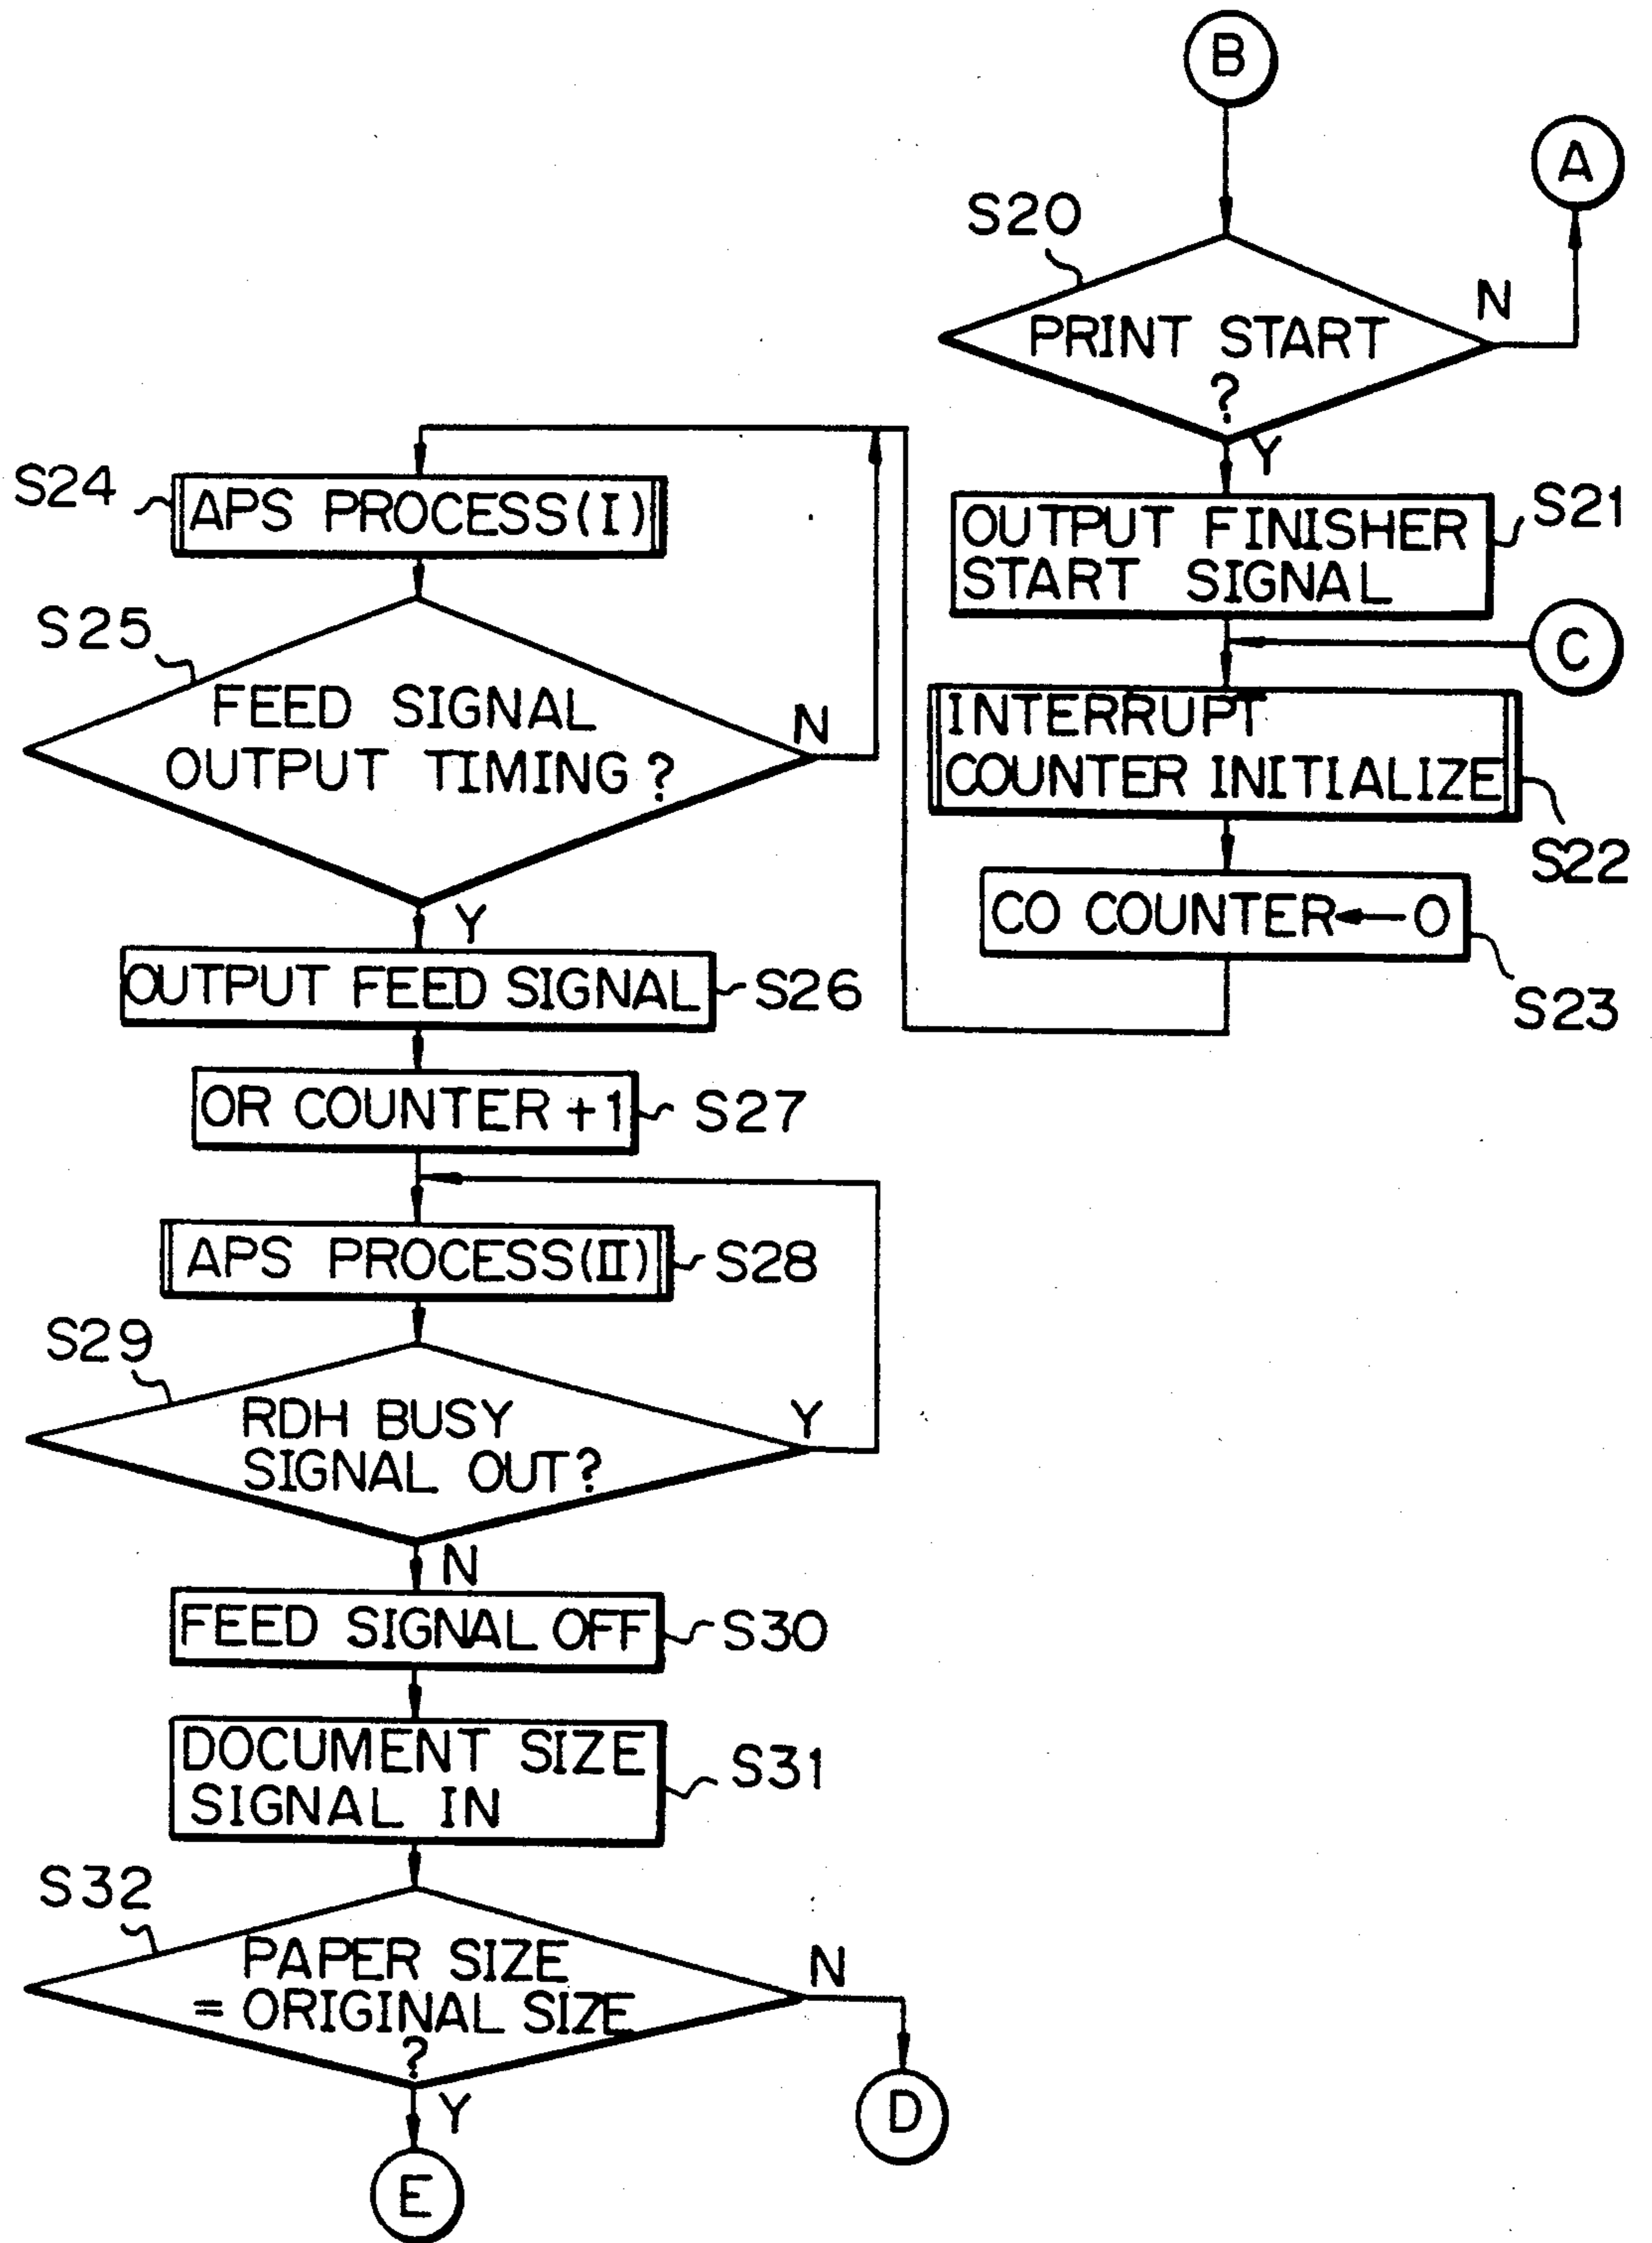 B
A
S20
PRINT START
?
N
Y
OUTPUT FINISHER
START SIGNAL
S21
C
INTERRUPT
COUNTER INITIALIZE
S22
CO COUNTER←0
S23
S24
APS PROCESS(I)
S25
FEED SIGNAL
OUTPUT TIMING?
N
Y
OUTPUT FEED SIGNAL
S26
OR COUNTER +1
S27
APS PROCESS(II)
S28
S29
RDH BUSY
SIGNAL OUT?
Y
N
FEED SIGNAL OFF
S30
DOCUMENT SIZE
SIGNAL IN
S31
S32
PAPER SIZE
= ORIGINAL SIZE
?
N
Y
D
E